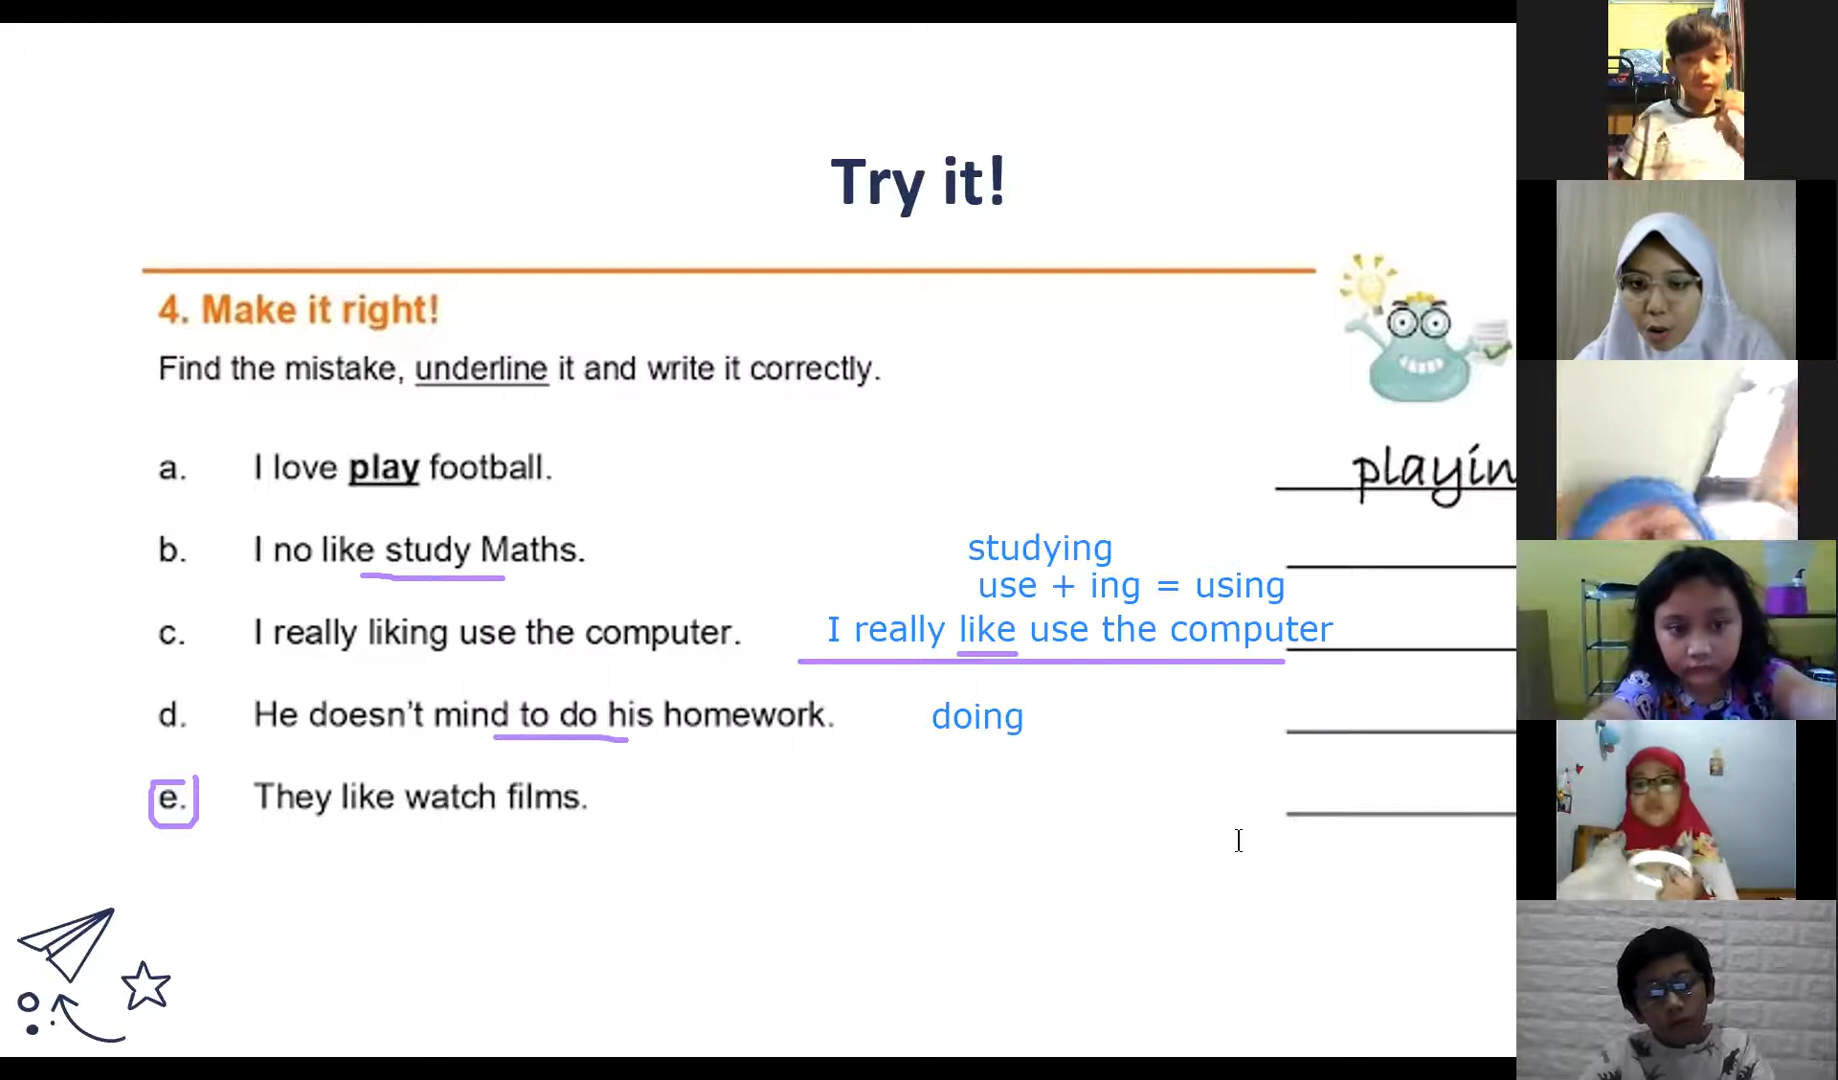 Try it!
4. Make it right!
Find the mistake, underline it and write it correctly.
a. I love play football.
playin
b. I no like study Maths.
studying
use + ing = using
c. I really liking use the computer.
I really like use the computer
d. He doesn't mind to do his homework.
doing
e. They like watch films.